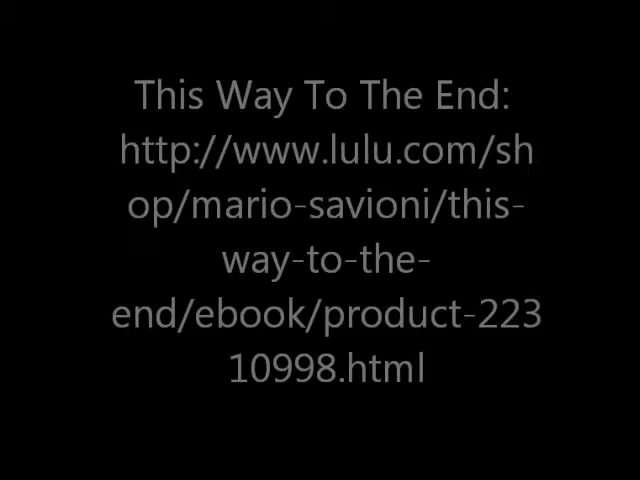 This Way To The End:
http://www.lulu.com/sh
op/mario-savioni/this-
way-to-the-
end/ebook/product-223
10998.html